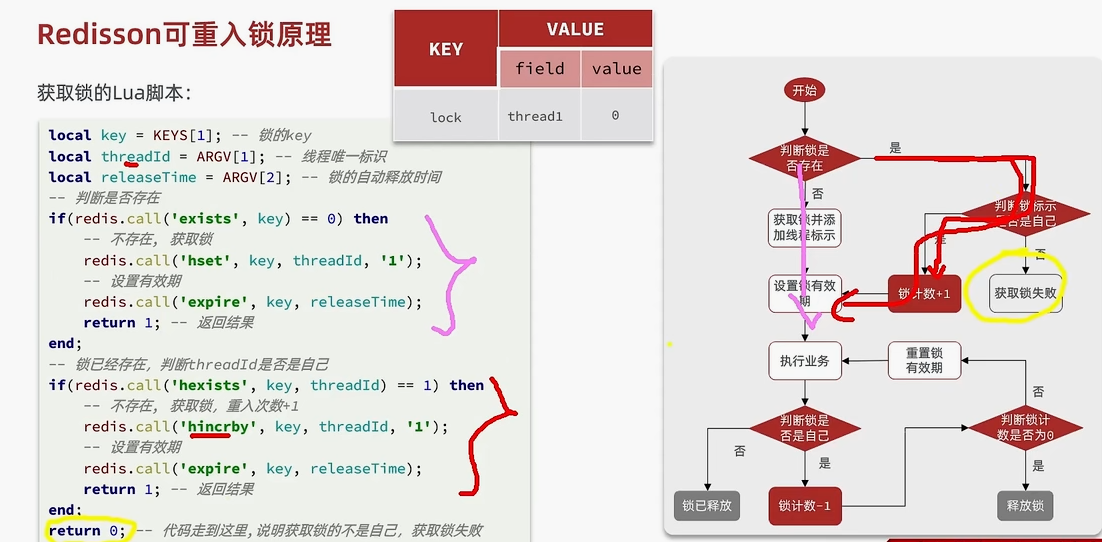 Redisson可重入锁原理
获取锁的Lua脚本：
KEY
VALUE
field
value
lock
thread1
0
local key = KEYS[1]; -- 锁的key
local threadId = ARGV[1]; -- 线程唯一标识
local releaseTime = ARGV[2]; -- 锁的自动释放时间
-- 判断是否存在
if(redis.call('exists', key) == 0) then
-- 不存在, 获取锁
redis.call('hset', key, threadId, '1');
-- 设置有效期
redis.call('expire', key, releaseTime);
return 1; -- 返回结果
end;
-- 锁已经存在，判断threadId是否是自己
if(redis.call('hexists', key, threadId) == 1) then
-- 不存在, 获取锁，重入次数+1
redis.call('hincrby', key, threadId, '1');
-- 设置有效期
redis.call('expire', key, releaseTime);
return 1; -- 返回结果
end;
return 0; -- 代码走到这里,说明获取锁的不是自己，获取锁失败
开始
判断锁是
否存在
是
否
获取锁并添
加线程标示
判断锁标示
是否是自己
是
否
设置锁有效
期
锁计数+1
获取锁失败
执行业务
重置锁
有效期
否
判断锁是
否是自己
判断锁计
数是否为0
否
是
是
锁已释放
锁计数-1
释放锁